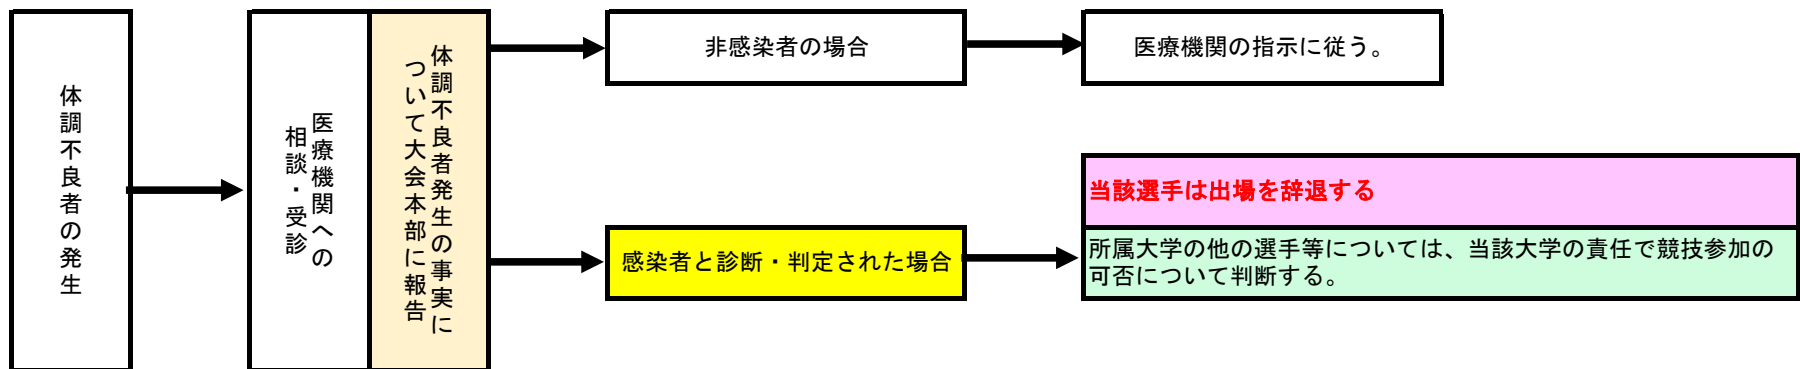 体調不良者の発生
医療機関への
相談・受診
体調不良者発生の事実に
ついて大会本部に報告
非感染者の場合
医療機関の指示に従う。
感染者と診断・判定された場合
当該選手は出場を辞退する
所属大学の他の選手等については、当該大学の責任で競技参加の
可否について判断する。